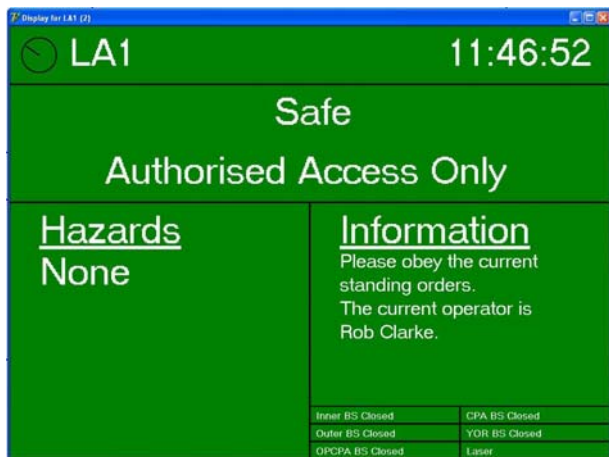 Display for LA1 (2)
LA1 11:46:52
Safe
Authorised Access Only
Hazards
None
Information
Please obey the current
standing orders.
The current operator is
Rob Clarke.
Inner BS Closed CPA BS Closed
Outer BS Closed YOR BS Closed
OPCPA BS Closed Laser